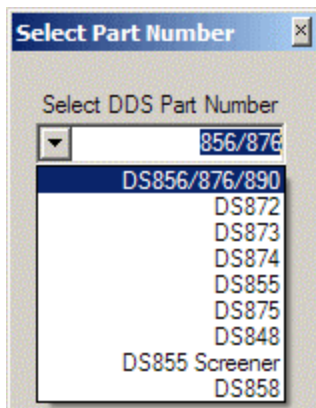 Select Part Number
Select DDS Part Number
856/876
DS856/876/890
DS872
DS873
DS874
DS855
DS875
DS848
DS855 Screener
DS858